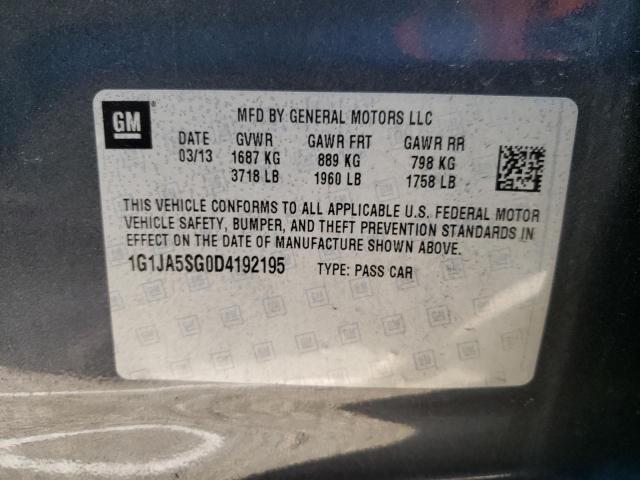 GM
MFD BY GENERAL MOTORS LLC
DATE GVWR GAWR FRT GAWR RR
03/13 1687 KG 889 KG 798 KG
3718 LB 1960 LB 1758 LB
THIS VEHICLE CONFORMS TO ALL APPLICABLE U.S. FEDERAL MOTOR
VEHICLE SAFETY, BUMPER, AND THEFT PREVENTION STANDARDS IN
EFFECT ON THE DATE OF MANUFACTURE SHOWN ABOVE.
1G1JA5SG0D4192195 TYPE: PASS CAR